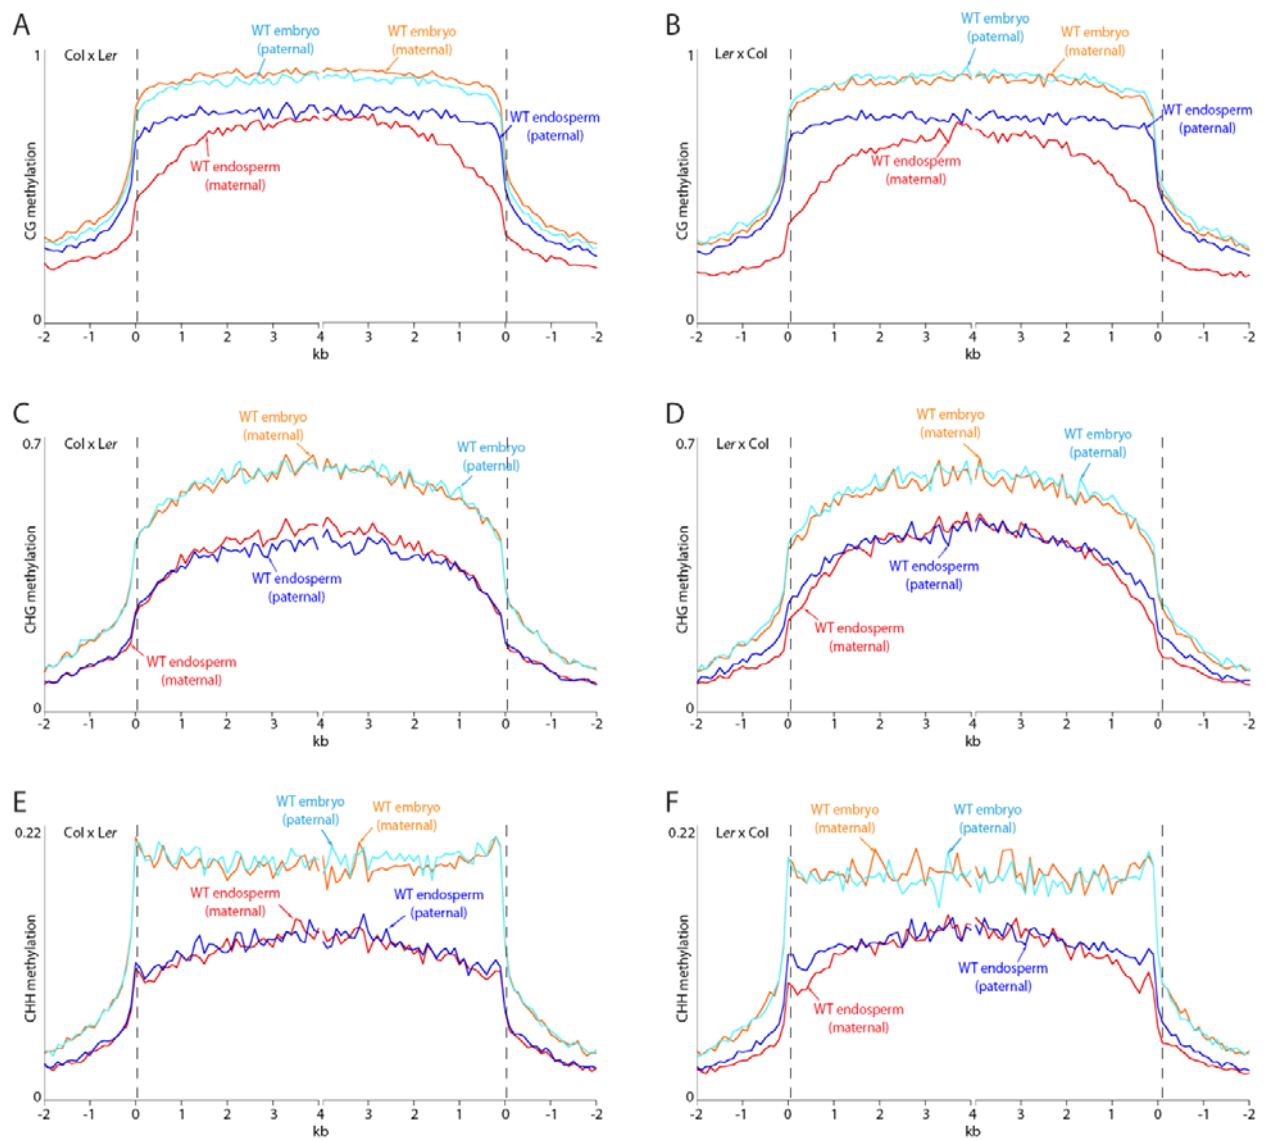 A
Col x Ler
WT embryo
(paternal)
WT embryo
(maternal)
WT endosperm
(paternal)
WT endosperm
(maternal)
CG methylation
1
0
-2 -1 0 1 2 3 4 3 2 1 0 -1 -2
kb
B
Ler x Col
WT embryo
(paternal)
WT embryo
(maternal)
WT endosperm
(paternal)
WT endosperm
(maternal)
CG methylation
1
0
-2 -1 0 1 2 3 4 3 2 1 0 -1 -2
kb
C
Col x Ler
WT embryo
(maternal)
WT embryo
(paternal)
WT endosperm
(paternal)
WT endosperm
(maternal)
CHG methylation
0.7
0
-2 -1 0 1 2 3 4 3 2 1 0 -1 -2
kb
D
Ler x Col
WT embryo
(maternal)
WT embryo
(paternal)
WT endosperm
(paternal)
WT endosperm
(maternal)
CHG methylation
0.7
0
-2 -1 0 1 2 3 4 3 2 1 0 -1 -2
kb
E
Col x Ler
WT embryo
(paternal)
WT embryo
(maternal)
WT endosperm
(maternal)
WT endosperm
(paternal)
CHH methylation
0.22
0
-2 -1 0 1 2 3 4 3 2 1 0 -1 -2
kb
F
Ler x Col
WT embryo
(maternal)
WT embryo
(paternal)
WT endosperm
(paternal)
WT endosperm
(maternal)
CHH methylation
0.22
0
-2 -1 0 1 2 3 4 3 2 1 0 -1 -2
kb